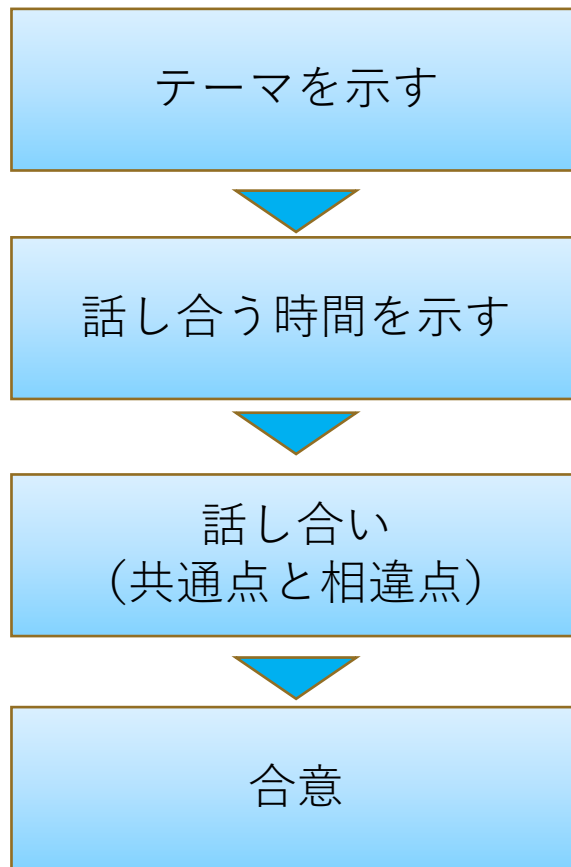 テーマを示す
話し合う時間を示す
話し合い
（共通点と相違点）
合意